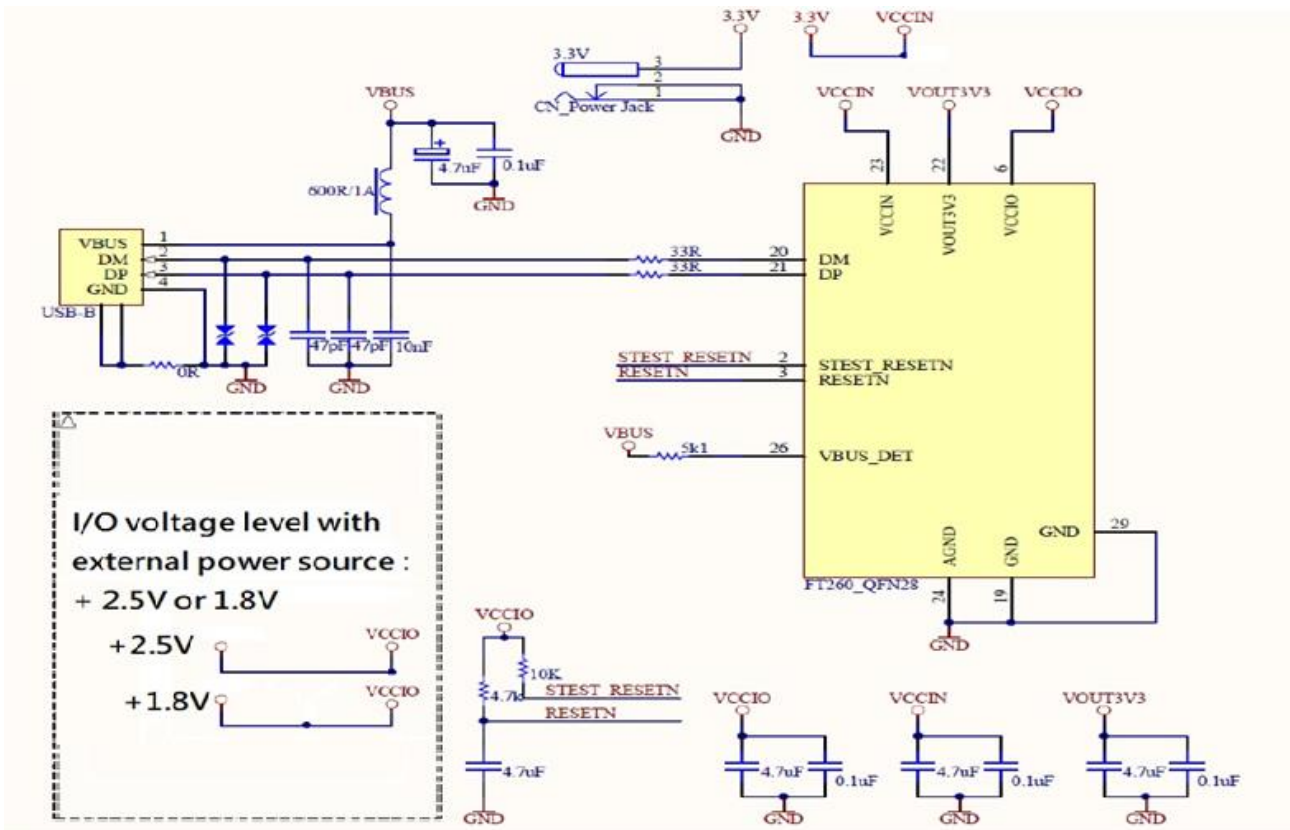 3.3V
3.3V
VCCIN
3.3V
3
2
1
CN_Power Jack
GND
VBUS
4.7uF
0.1uF
GND
600R/1A
VCCIN
VOUT3V3
VCCIO
23
22
6
VCCIN
VOUT3V3
VCCIO
VBUS
DM
DP
GND
1
2
3
4
USB-B
33R
33R
20
21
DM
DP
47pF
47pF
10nF
0R
GND
GND
STEST_RESETN
RESETN
2
3
STEST_RESETN
RESETN
VBUS
5k1
26
VBUS_DET
GND
29
AGND
GND
FT260_QFN28
24
19
GND
I/O voltage level with
external power source :
+ 2.5V or 1.8V
+2.5V
VCCIO
+1.8V
VCCIO
VCCIO
10K
4.7k
STEST_RESETN
RESETN
4.7uF
GND
VCCIO
4.7uF
0.1uF
GND
VCCIN
4.7uF
0.1uF
GND
VOUT3V3
4.7uF
0.1uF
GND